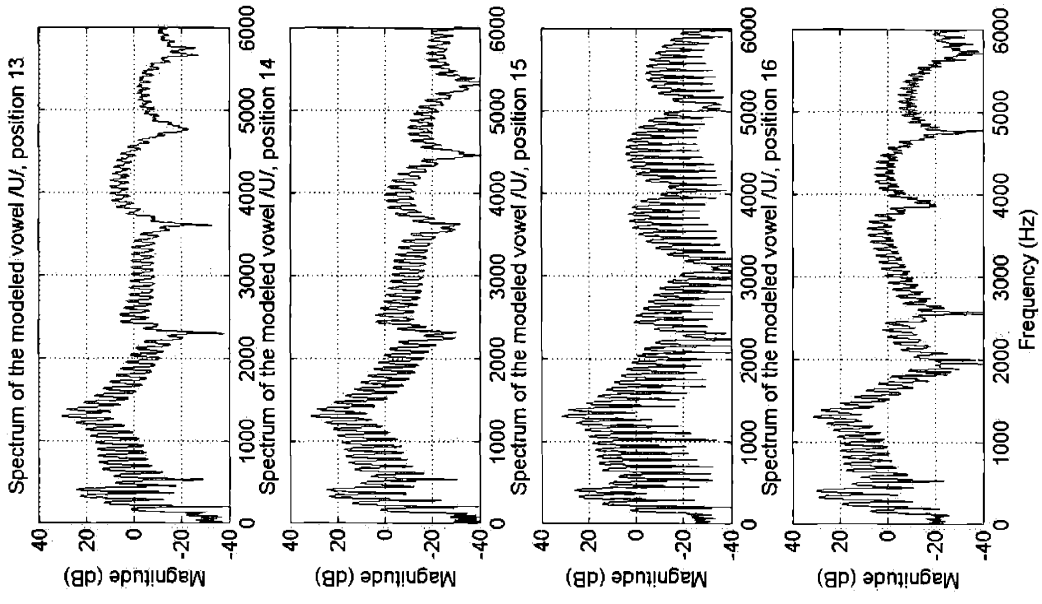 Spectrum of the modeled vowel /U/, position 13
Magnitude (dB)
40
20
0
-20
-40
0 1000 2000 3000 4000 5000 6000
Spectrum of the modeled vowel /U/, position 14
Magnitude (dB)
40
20
0
-20
-40
0 1000 2000 3000 4000 5000 6000
Spectrum of the modeled vowel /U/, position 15
Magnitude (dB)
40
20
0
-20
-40
0 1000 2000 3000 4000 5000 6000
Spectrum of the modeled vowel /U/, position 16
Magnitude (dB)
40
20
0
-20
-40
0 1000 2000 3000 4000 5000 6000
Frequency (Hz)